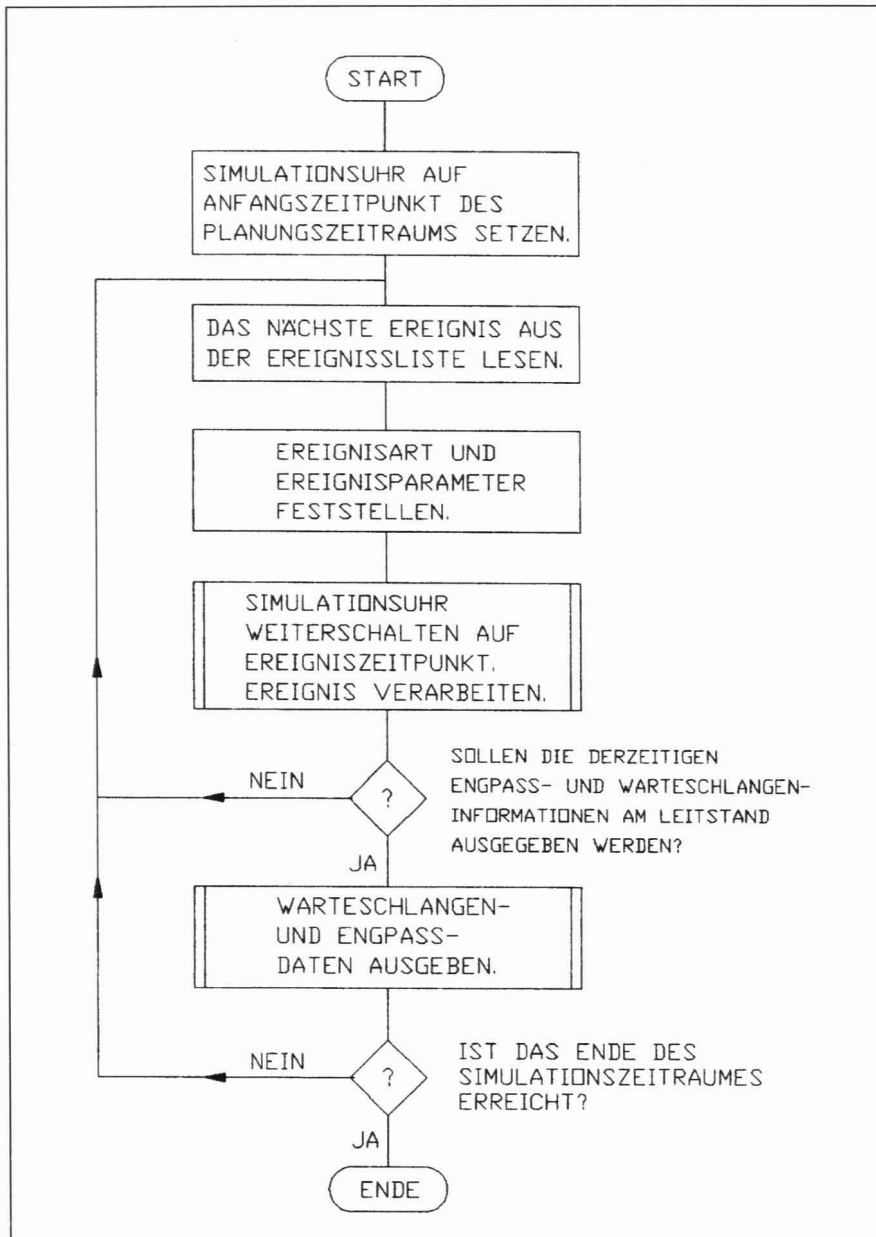 START
SIMULATIONSUHR AUF
ANFANGSZEITPUNKT DES
PLANUNGSZEITRAUMS SETZEN.
DAS NÄCHSTE EREIGNIS AUS
DER EREIGNISSLISTE LESEN.
EREIGNISART UND
EREIGNISPARAMETER
FESTSTELLEN.
SIMULATIONSUHR
WEITERSCHALTEN AUF
EREIGNISZEITPUNKT.
EREIGNIS VERARBEITEN.
NEIN
?
SOLLEN DIE DERZEITIGEN
ENGPASS- UND WARTESCHLANGEN-
INFORMATIONEN AM LEITSTAND
AUSGEGEBEN WERDEN?
JA
WARTESCHLANGEN-
UND ENGPASS-
DATEN AUSGEBEN.
NEIN
?
IST DAS ENDE DES
SIMULATIONSZEITRAUMES
ERREICHT?
JA
ENDE